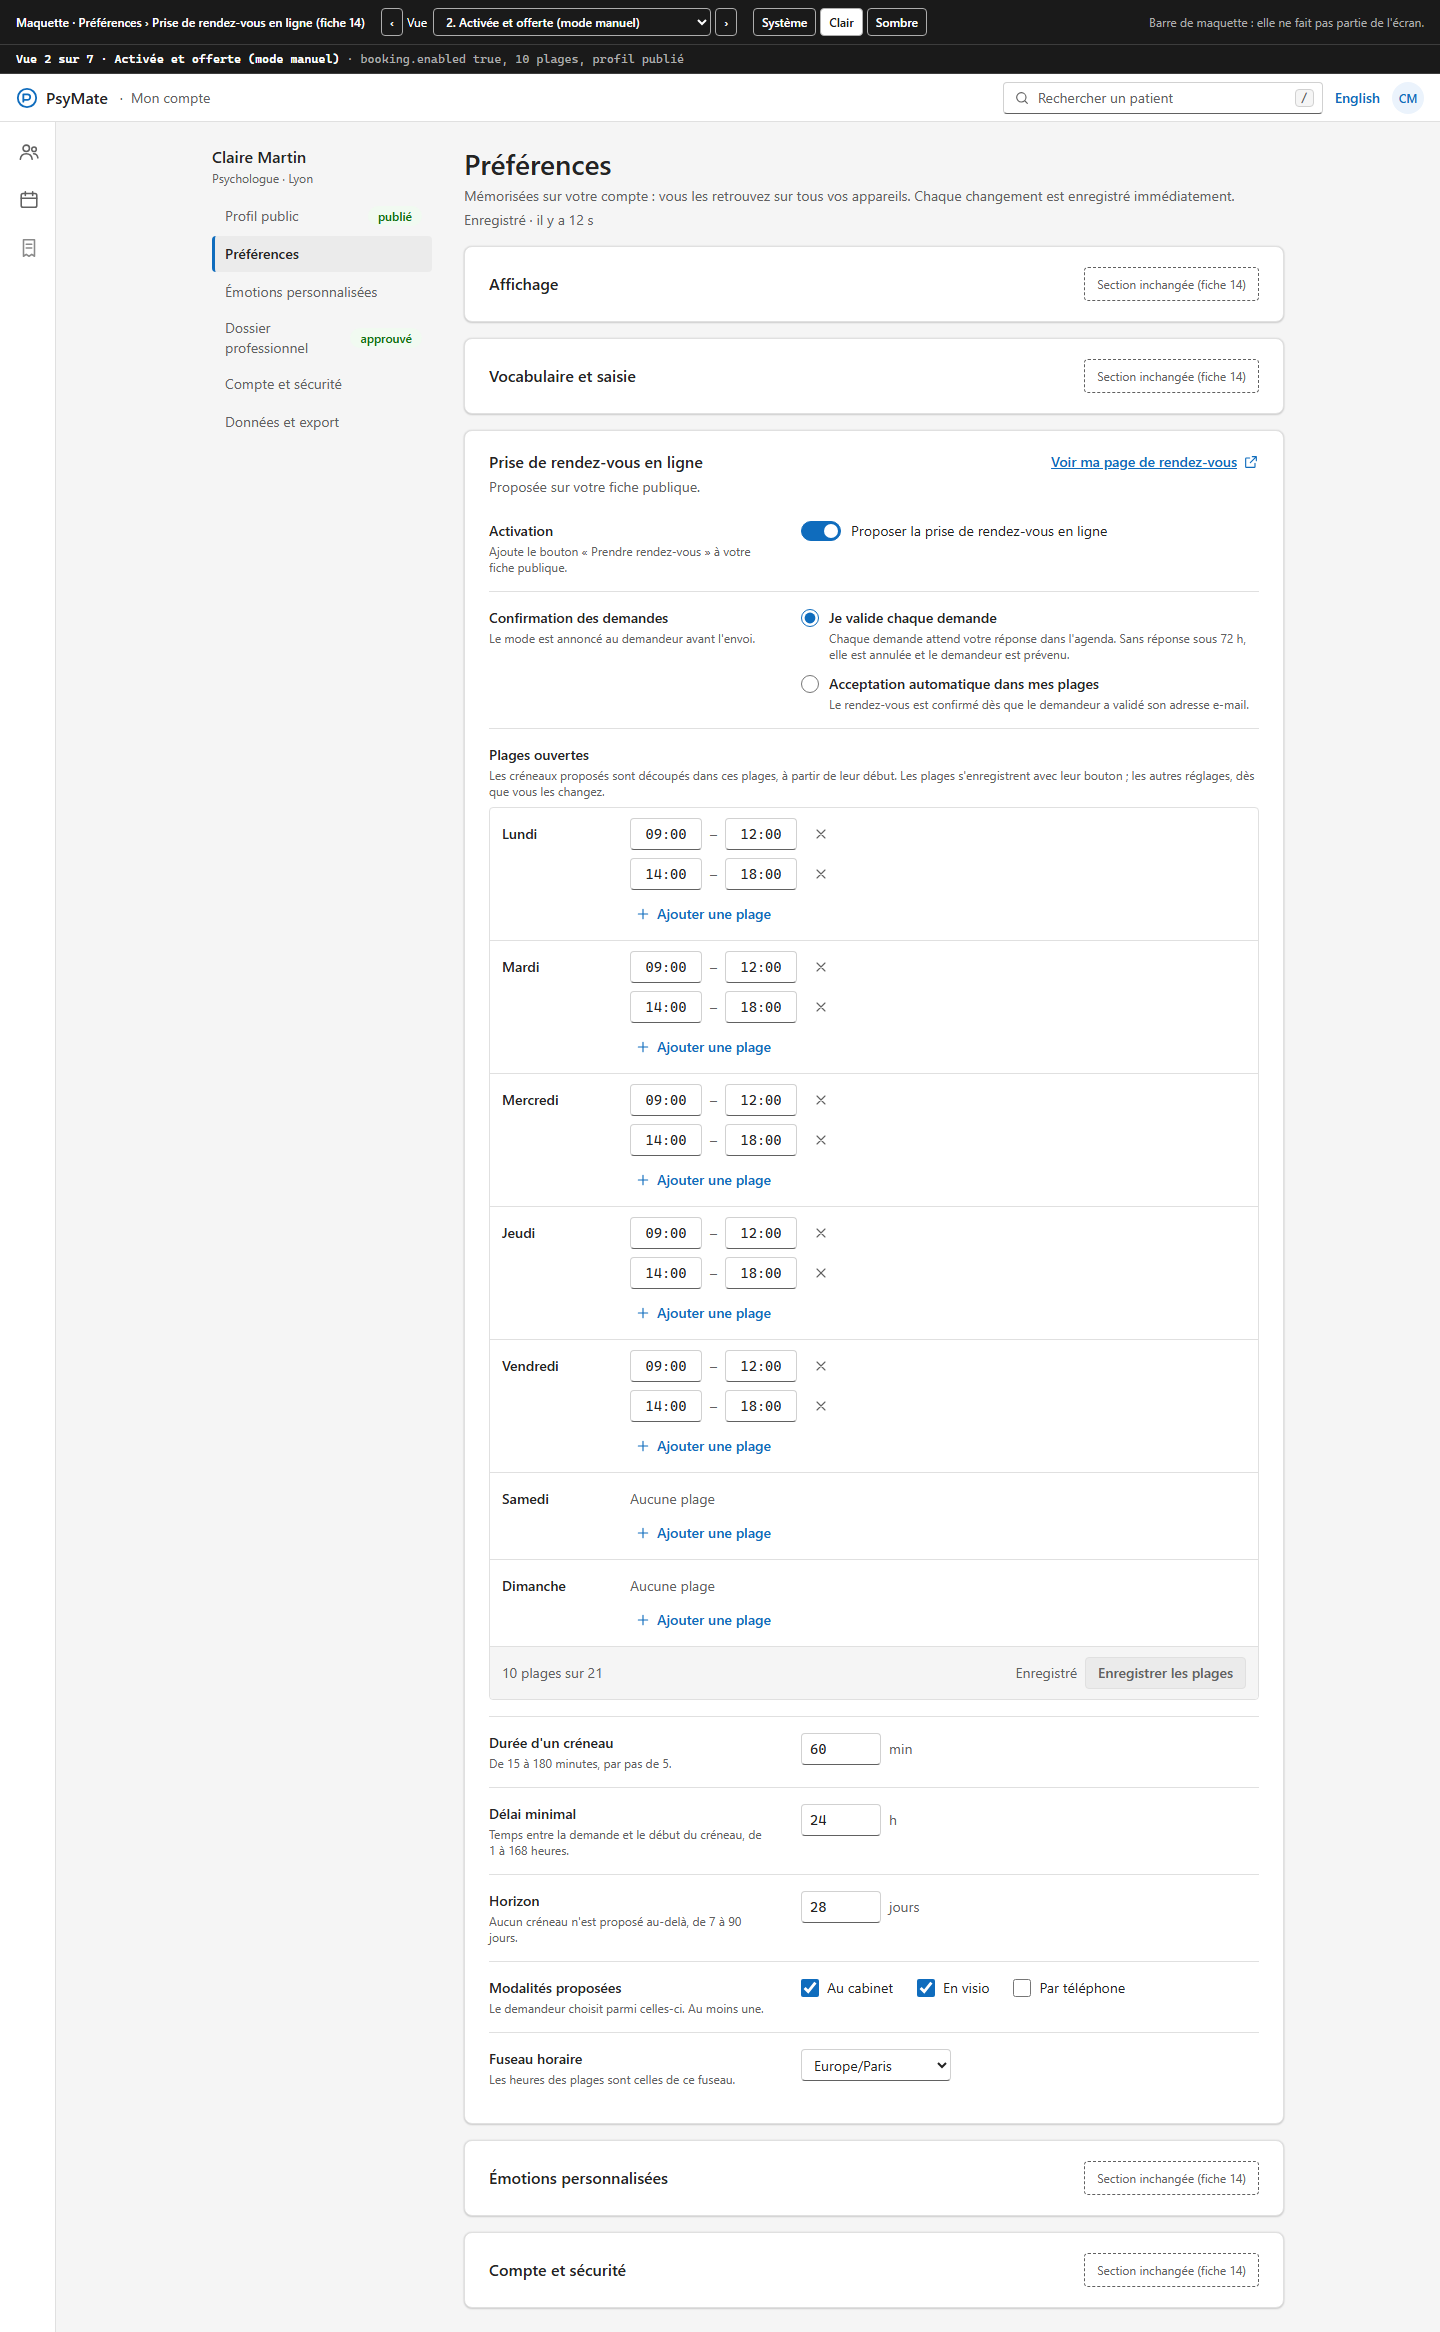 Maquette · Préférences › Prise de rendez-vous en ligne (fiche 14) ‹ Vue 2. Activée et offerte (mode manuel) › Système Clair Sombre Barre de maquette : elle ne fait pas partie de l'écran.
Vue 2 sur 7 · Activée et offerte (mode manuel) · booking.enabled true, 10 plages, profil publié
PsyMate · Mon compte Rechercher un patient / English CM
Claire Martin
Psychologue · Lyon
Profil public publié
Préférences
Émotions personnalisées
Dossier professionnel approuvé
Compte et sécurité
Données et export
Préférences
Mémorisées sur votre compte : vous les retrouvez sur tous vos appareils. Chaque changement est enregistré immédiatement.
Enregistré · il y a 12 s
Affichage Section inchangée (fiche 14)
Vocabulaire et saisie Section inchangée (fiche 14)
Prise de rendez-vous en ligne Voir ma page de rendez-vous
Proposée sur votre fiche publique.
Activation Proposer la prise de rendez-vous en ligne
Ajoute le bouton « Prendre rendez-vous » à votre
fiche publique.
Confirmation des demandes
Le mode est annoncé au demandeur avant l'envoi.
Je valide chaque demande
Chaque demande attend votre réponse dans l'agenda. Sans réponse sous 72 h,
elle est annulée et le demandeur est prévenu.
Acceptation automatique dans mes plages
Le rendez-vous est confirmé dès que le demandeur a validé son adresse e-mail.
Plages ouvertes
Les créneaux proposés sont découpés dans ces plages, à partir de leur début. Les plages s'enregistrent avec leur bouton ; les autres réglages, dès
que vous les changez.
Lundi 09:00 – 12:00
14:00 – 18:00
Ajouter une plage
Mardi 09:00 – 12:00
14:00 – 18:00
Ajouter une plage
Mercredi 09:00 – 12:00
14:00 – 18:00
Ajouter une plage
Jeudi 09:00 – 12:00
14:00 – 18:00
Ajouter une plage
Vendredi 09:00 – 12:00
14:00 – 18:00
Ajouter une plage
Samedi Aucune plage
Ajouter une plage
Dimanche Aucune plage
Ajouter une plage
10 plages sur 21 Enregistré Enregistrer les plages
Durée d'un créneau 60 min
De 15 à 180 minutes, par pas de 5.
Délai minimal 24 h
Temps entre la demande et le début du créneau, de
1 à 168 heures.
Horizon 28 jours
Aucun créneau n'est proposé au-delà, de 7 à 90
jours.
Modalités proposées Au cabinet En visio Par téléphone
Le demandeur choisit parmi celles-ci. Au moins une.
Fuseau horaire Europe/Paris
Les heures des plages sont celles de ce fuseau.
Émotions personnalisées Section inchangée (fiche 14)
Compte et sécurité Section inchangée (fiche 14)